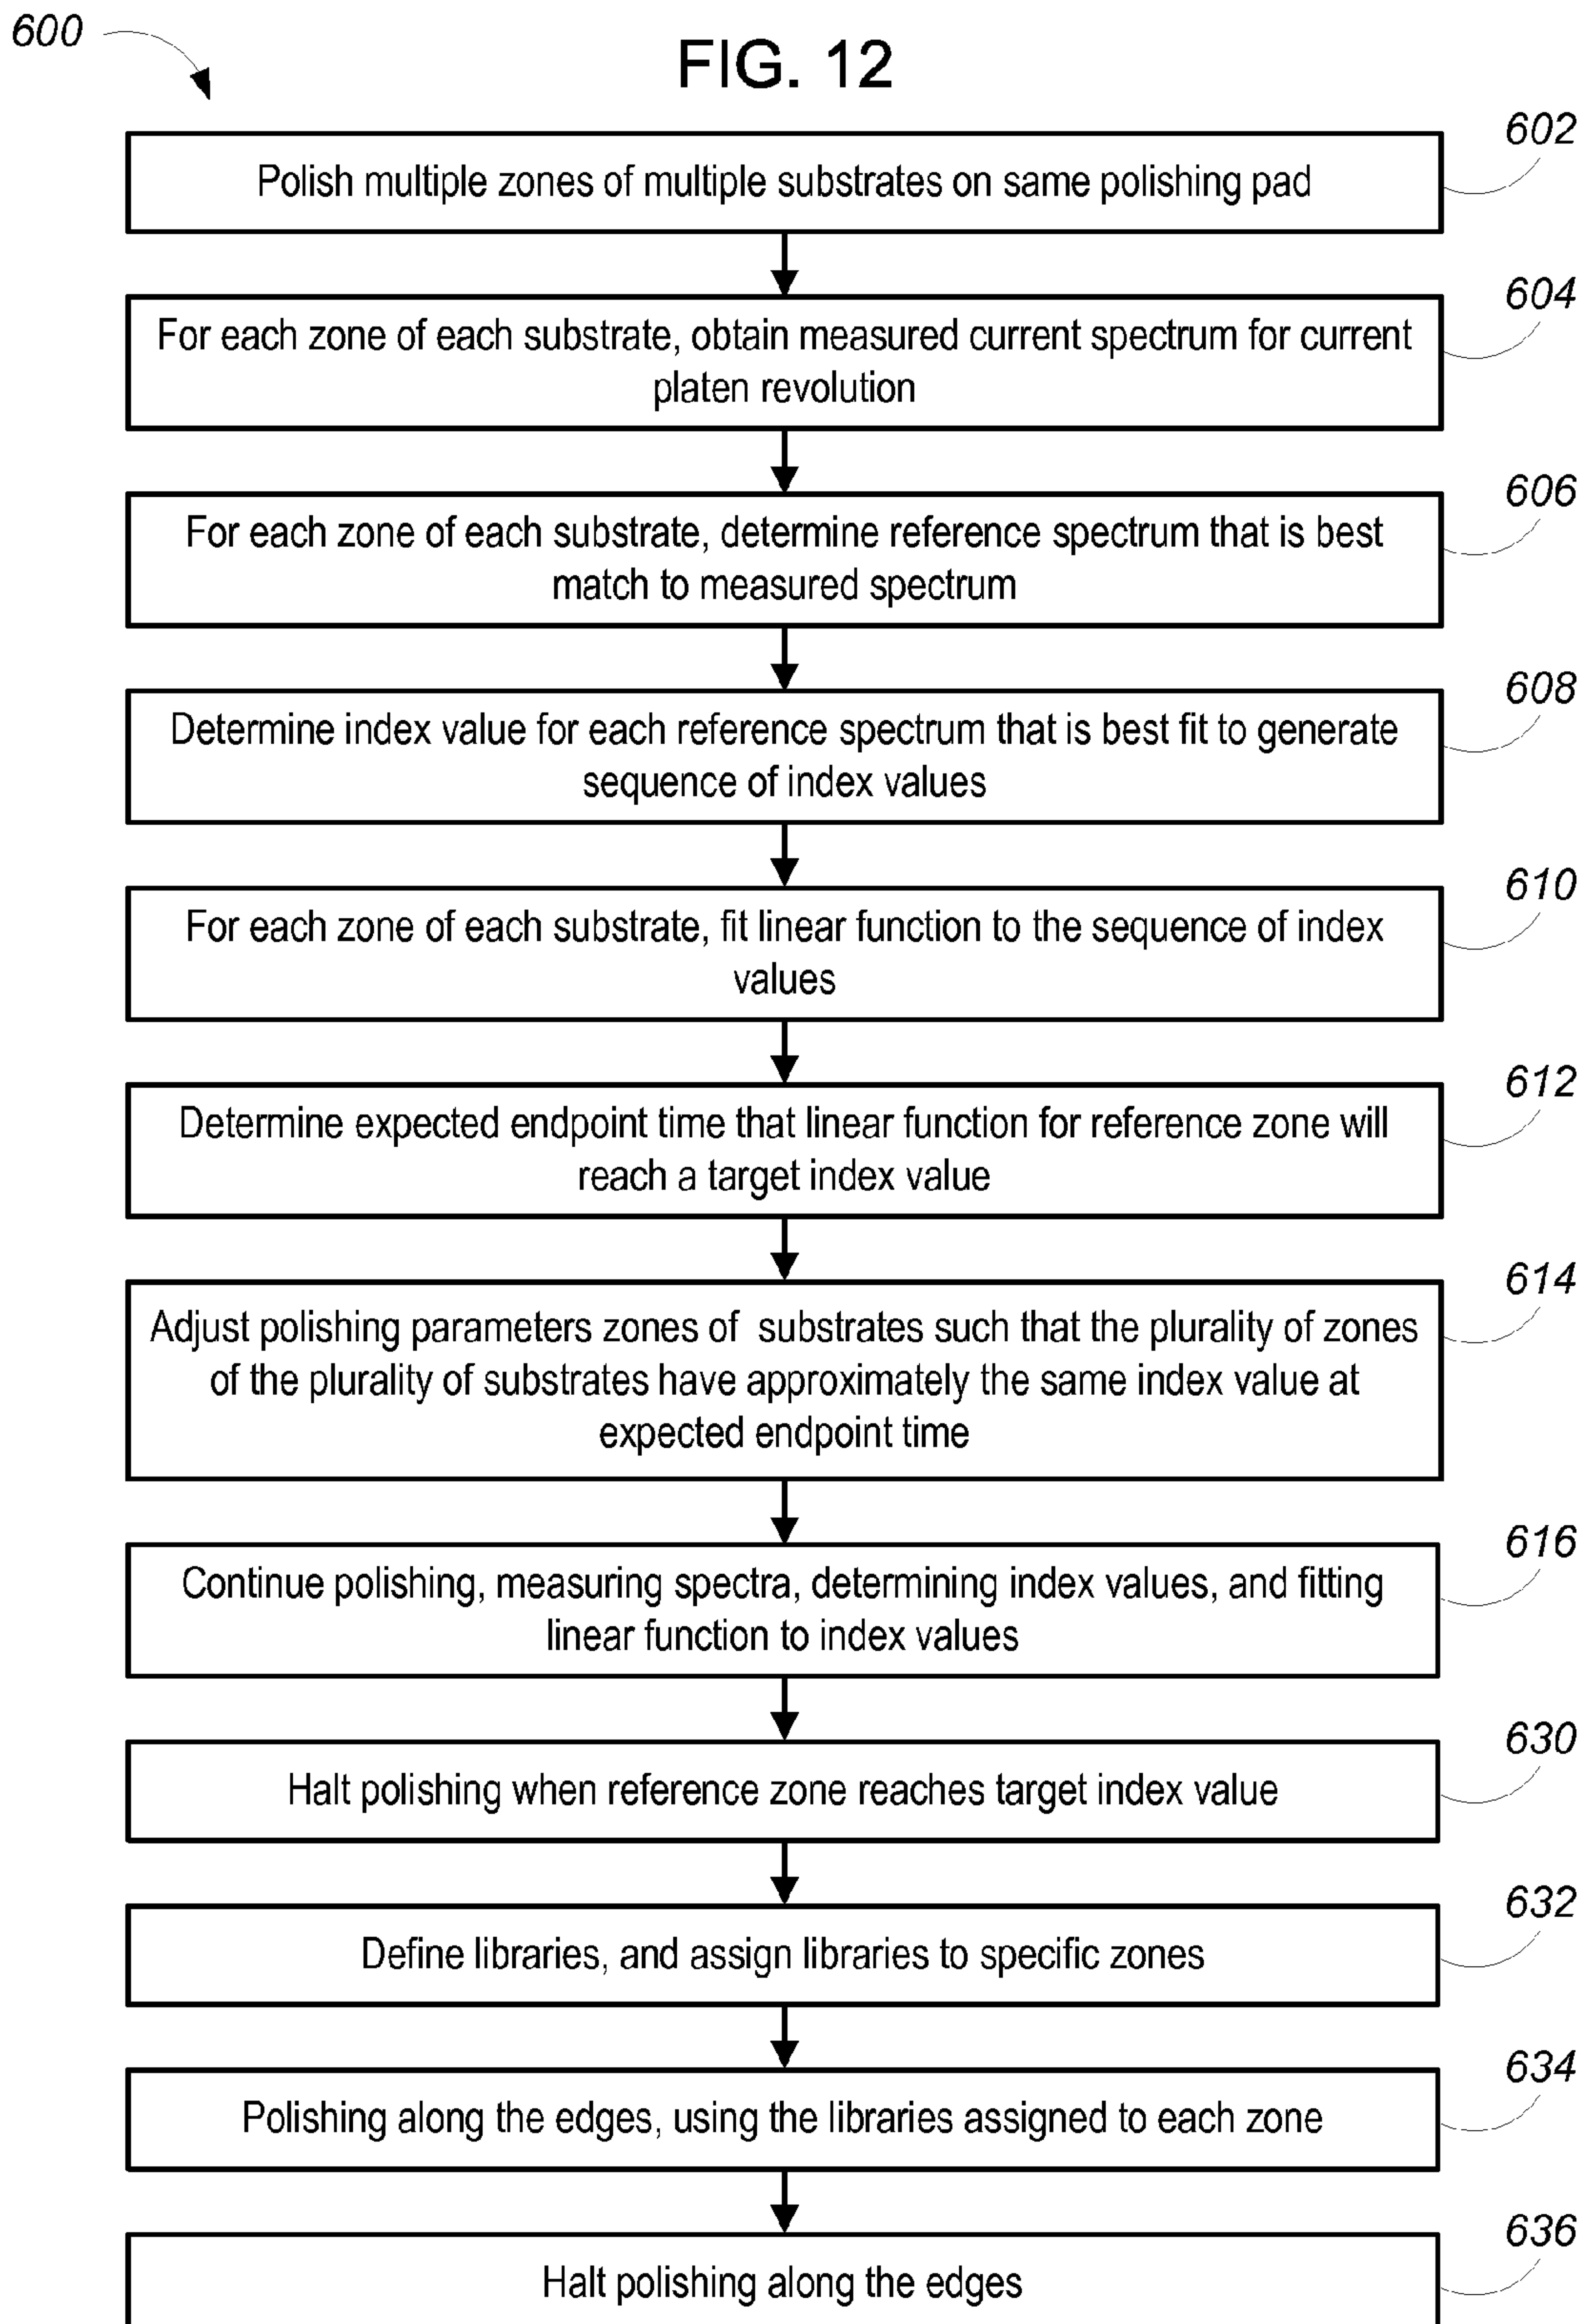 600
FIG. 12
602
Polish multiple zones of multiple substrates on same polishing pad
604
For each zone of each substrate, obtain measured current spectrum for current
platen revolution
606
For each zone of each substrate, determine reference spectrum that is best
match to measured spectrum
608
Determine index value for each reference spectrum that is best fit to generate
sequence of index values
610
For each zone of each substrate, fit linear function to the sequence of index
values
612
Determine expected endpoint time that linear function for reference zone will
reach a target index value
614
Adjust polishing parameters zones of substrates such that the plurality of zones
of the plurality of substrates have approximately the same index value at
expected endpoint time
616
Continue polishing, measuring spectra, determining index values, and fitting
linear function to index values
630
Halt polishing when reference zone reaches target index value
632
Define libraries, and assign libraries to specific zones
634
Polishing along the edges, using the libraries assigned to each zone
636
Halt polishing along the edges